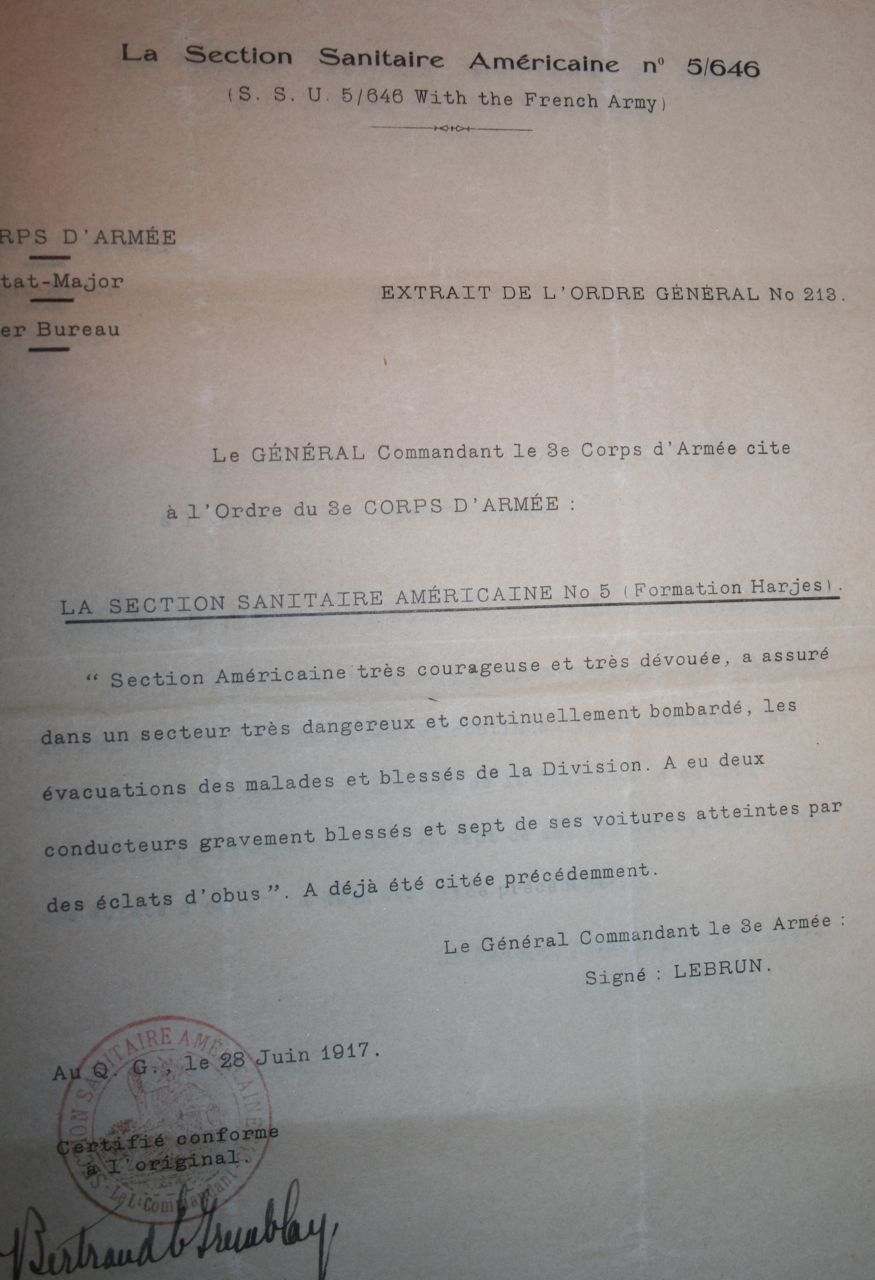 La Section Sanitaire Américaine nº 5/646
(S. S. U. 5/646 With the French Army)
RPS D'ARMÉE
tat-Major
er Bureau
EXTRAIT DE L'ORDRE GÉNÉRAL No 213.
Le GÉNÉRAL Commandant le 3e Corps d'Armée cite
à l'Ordre du 3e CORPS D'ARMÉE :
LA SECTION SANITAIRE AMÉRICAINE No 5 (Formation Harjes).
“ Section Américaine très courageuse et très dévouée, a assuré
dans un secteur très dangereux et continuellement bombardé, les
évacuations des malades et blessés de la Division. A eu deux
conducteurs gravement blessés et sept de ses voitures atteintes par
des éclats d'obus ”. A déjà été citée précédemment.
Le Général Commandant le 3e Armée :
Signé : LEBRUN.
Au Q. G., le 28 Juin 1917.
Certifié conforme
à l'original.
SANITAIRE AMÉRICAINE
Bertrand